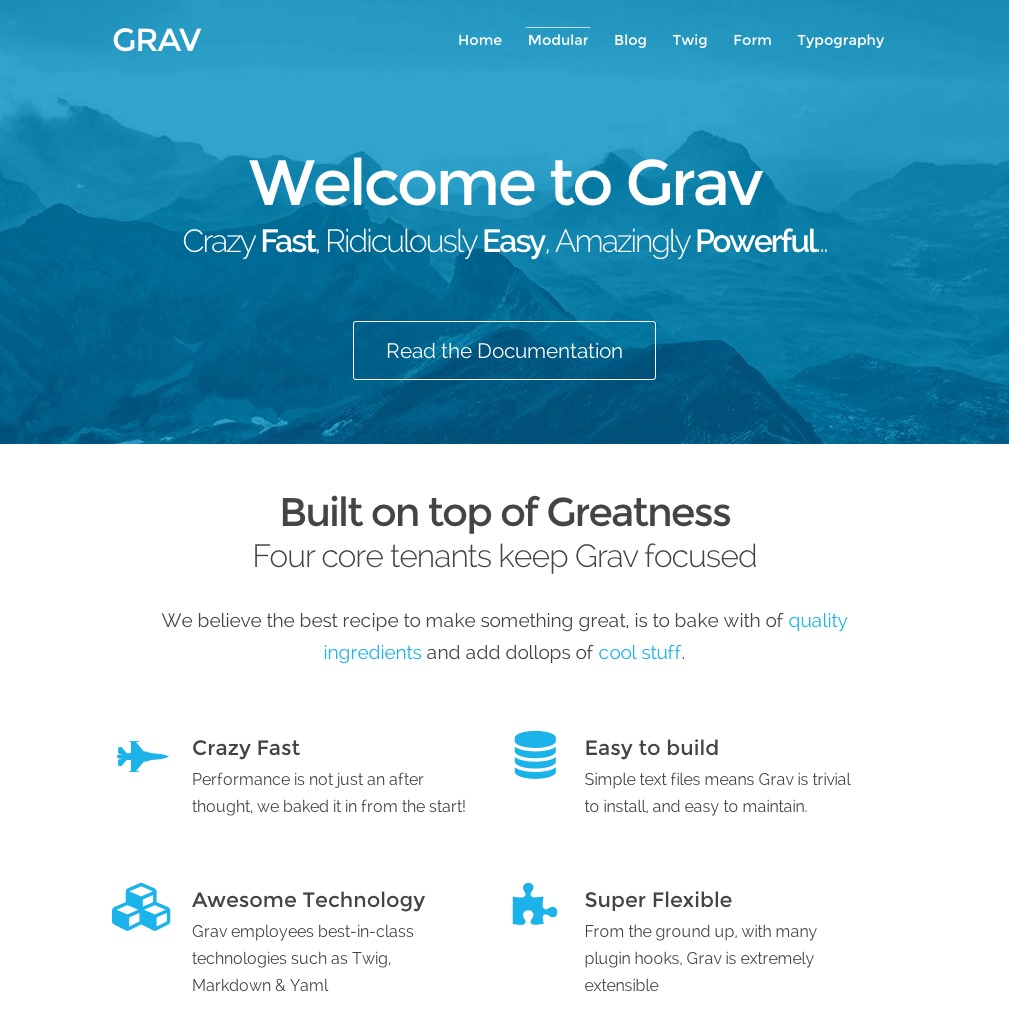 GRAV
Home Modular Blog Twig Form Typography
Welcome to Grav
Crazy Fast, Ridiculously Easy, Amazingly Powerful...
Read the Documentation
Built on top of Greatness
Four core tenants keep Grav focused
We believe the best recipe to make something great, is to bake with of quality
ingredients and add dollops of cool stuff.
Crazy Fast
Performance is not just an after
thought, we baked it in from the start!
Easy to build
Simple text files means Grav is trivial
to install, and easy to maintain.
Awesome Technology
Grav employees best-in-class
technologies such as Twig,
Markdown & Yaml
Super Flexible
From the ground up, with many
plugin hooks, Grav is extremely
extensible